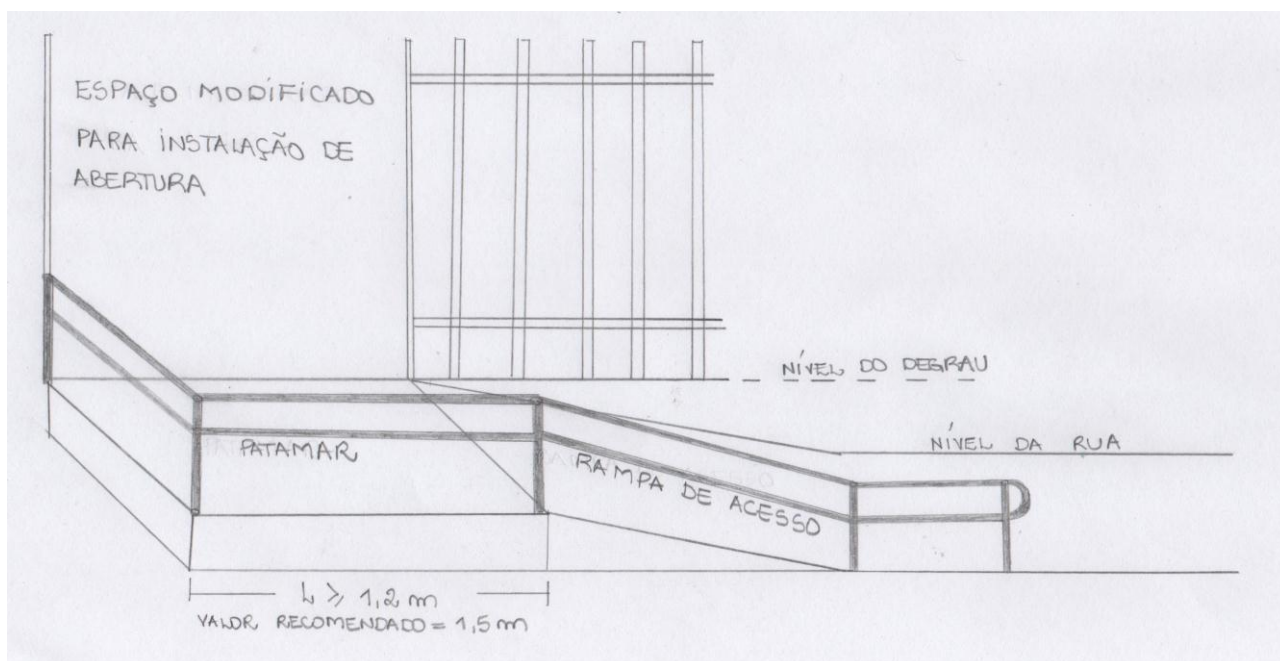 ESPAÇO MODIFICADO
PARA INSTALAÇÃO DE
ABERTURA
NÍVEL DO DEGRAU
NÍVEL DA RUA
PATAMAR
RAMPA DE ACESSO
L ⩾ 1,2 m
VALOR RECOMENDADO = 1,5 m